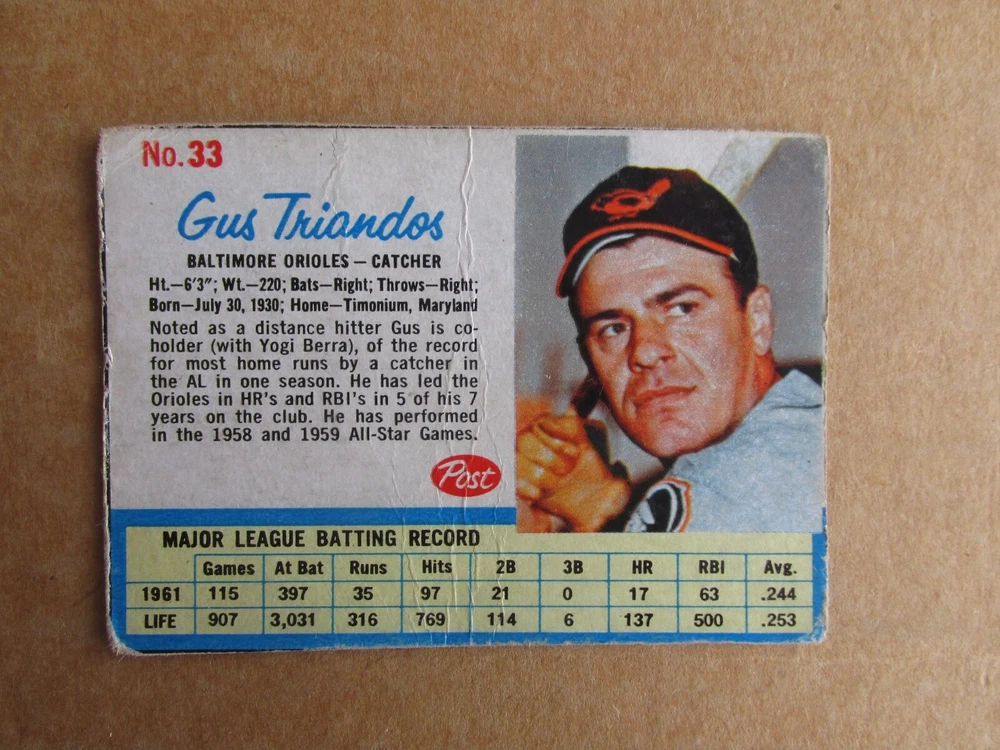 No. 33
Gus Triandos
BALTIMORE ORIOLES — CATCHER
Ht.—6'3"; Wt.—220; Bats—Right; Throws—Right;
Born—July 30, 1930; Home—Timonium, Maryland
Noted as a distance hitter Gus is co-
holder (with Yogi Berra), of the record
for most home runs by a catcher in
the AL in one season. He has led the
Orioles in HR's and RBI's in 5 of his 7
years on the club. He has performed
in the 1958 and 1959 All-Star Games.
Post
MAJOR LEAGUE BATTING RECORD
Games At Bat Runs Hits 2B 3B HR RBI Avg.
1961 115 397 35 97 21 0 17 63 .244
LIFE 907 3,031 316 769 114 6 137 500 .253